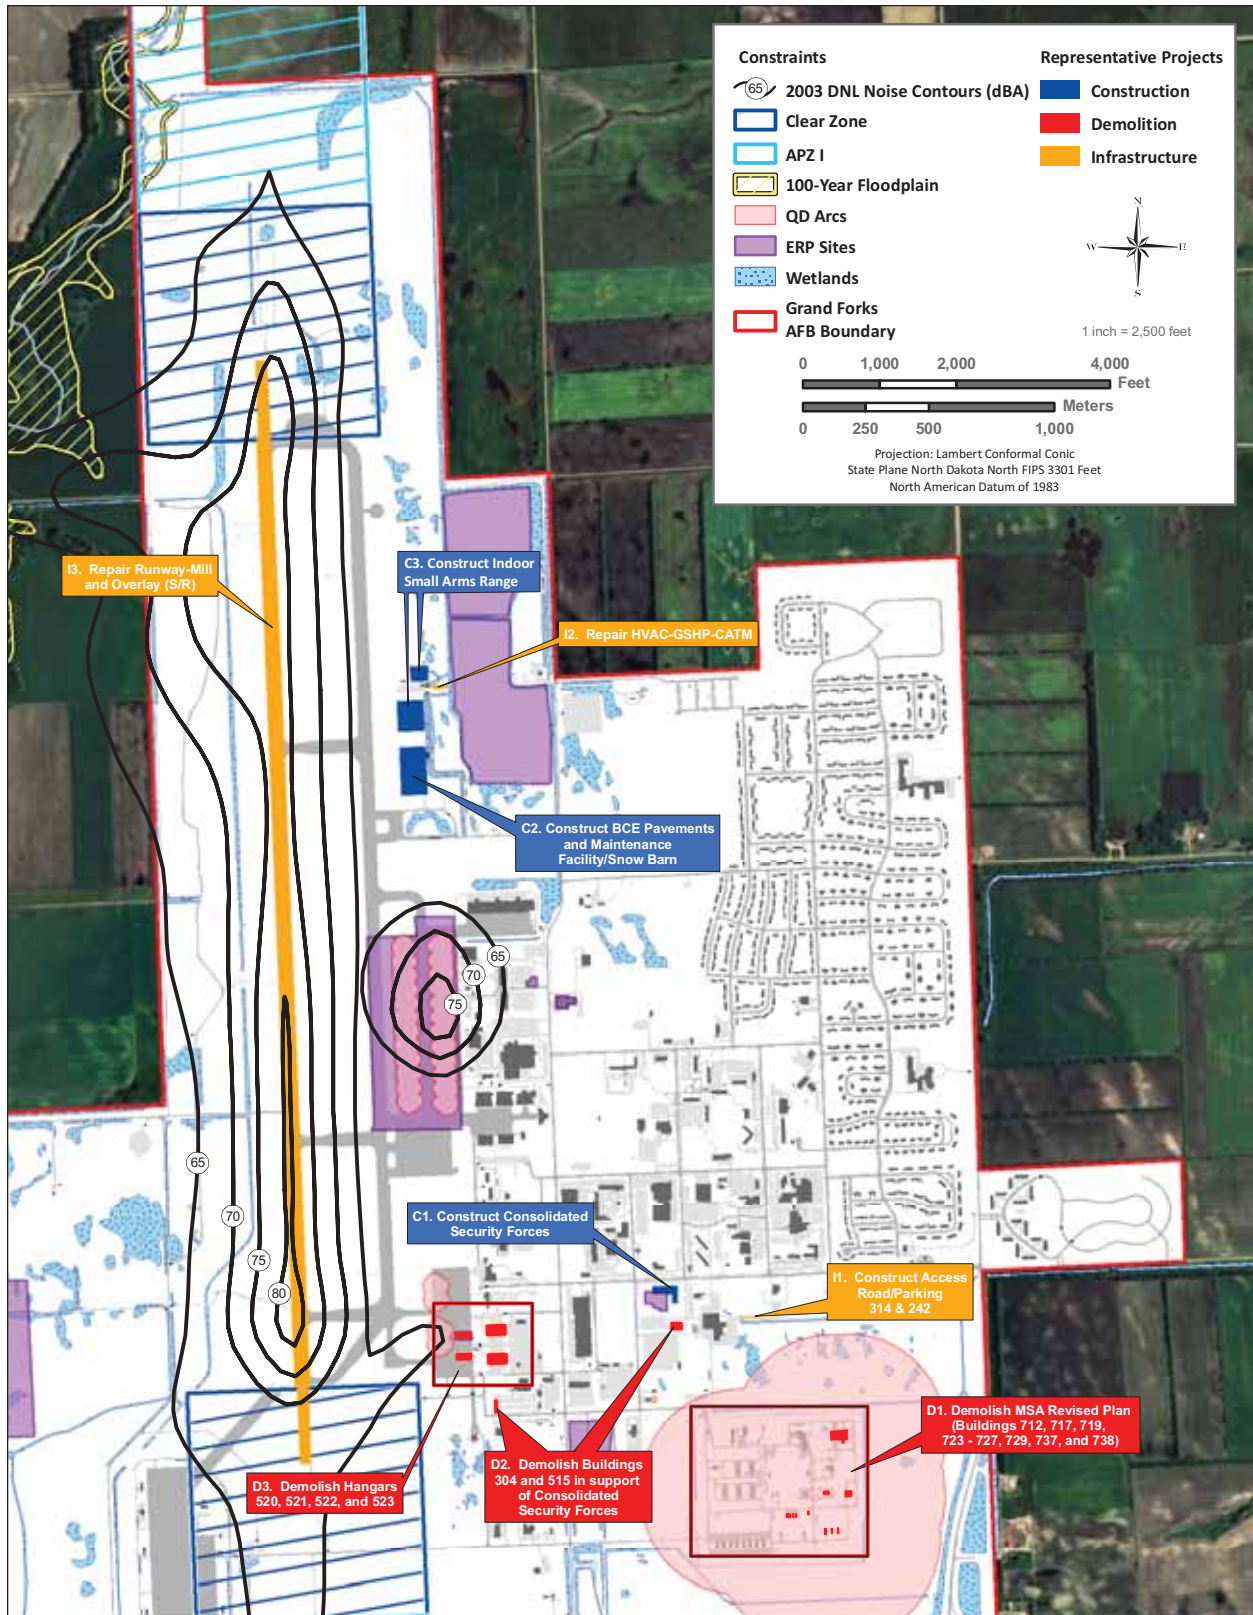 Constraints
65
2003 DNL Noise Contours (dBA)
Clear Zone
APZ I
100-Year Floodplain
QD Arcs
ERP Sites
Wetlands
Grand Forks
AFB Boundary
Representative Projects
Construction
Demolition
Infrastructure
N
W
E
S
1 inch = 2,500 feet
0 1,000 2,000 4,000
Feet
Meters
0 250 500 1,000
Projection: Lambert Conformal Conic
State Plane North Dakota North FIPS 3301 Feet
North American Datum of 1983
I3. Repair Runway-Mill
and Overlay (S/R)
C3. Construct Indoor
Small Arms Range
I2. Repair HVAC-GSHP-CATM
C2. Construct BCE Pavements
and Maintenance
Facility/Snow Barn
65
70
75
65
70
75
80
C1. Construct Consolidated
Security Forces
I1. Construct Access
Road/Parking
314 & 242
D1. Demolish MSA Revised Plan
(Buildings 712, 717, 719,
723 - 727, 729, 737, and 738)
D2. Demolish Buildings
304 and 515 in support
of Consolidated
Security Forces
D3. Demolish Hangars
520, 521, 522, and 523